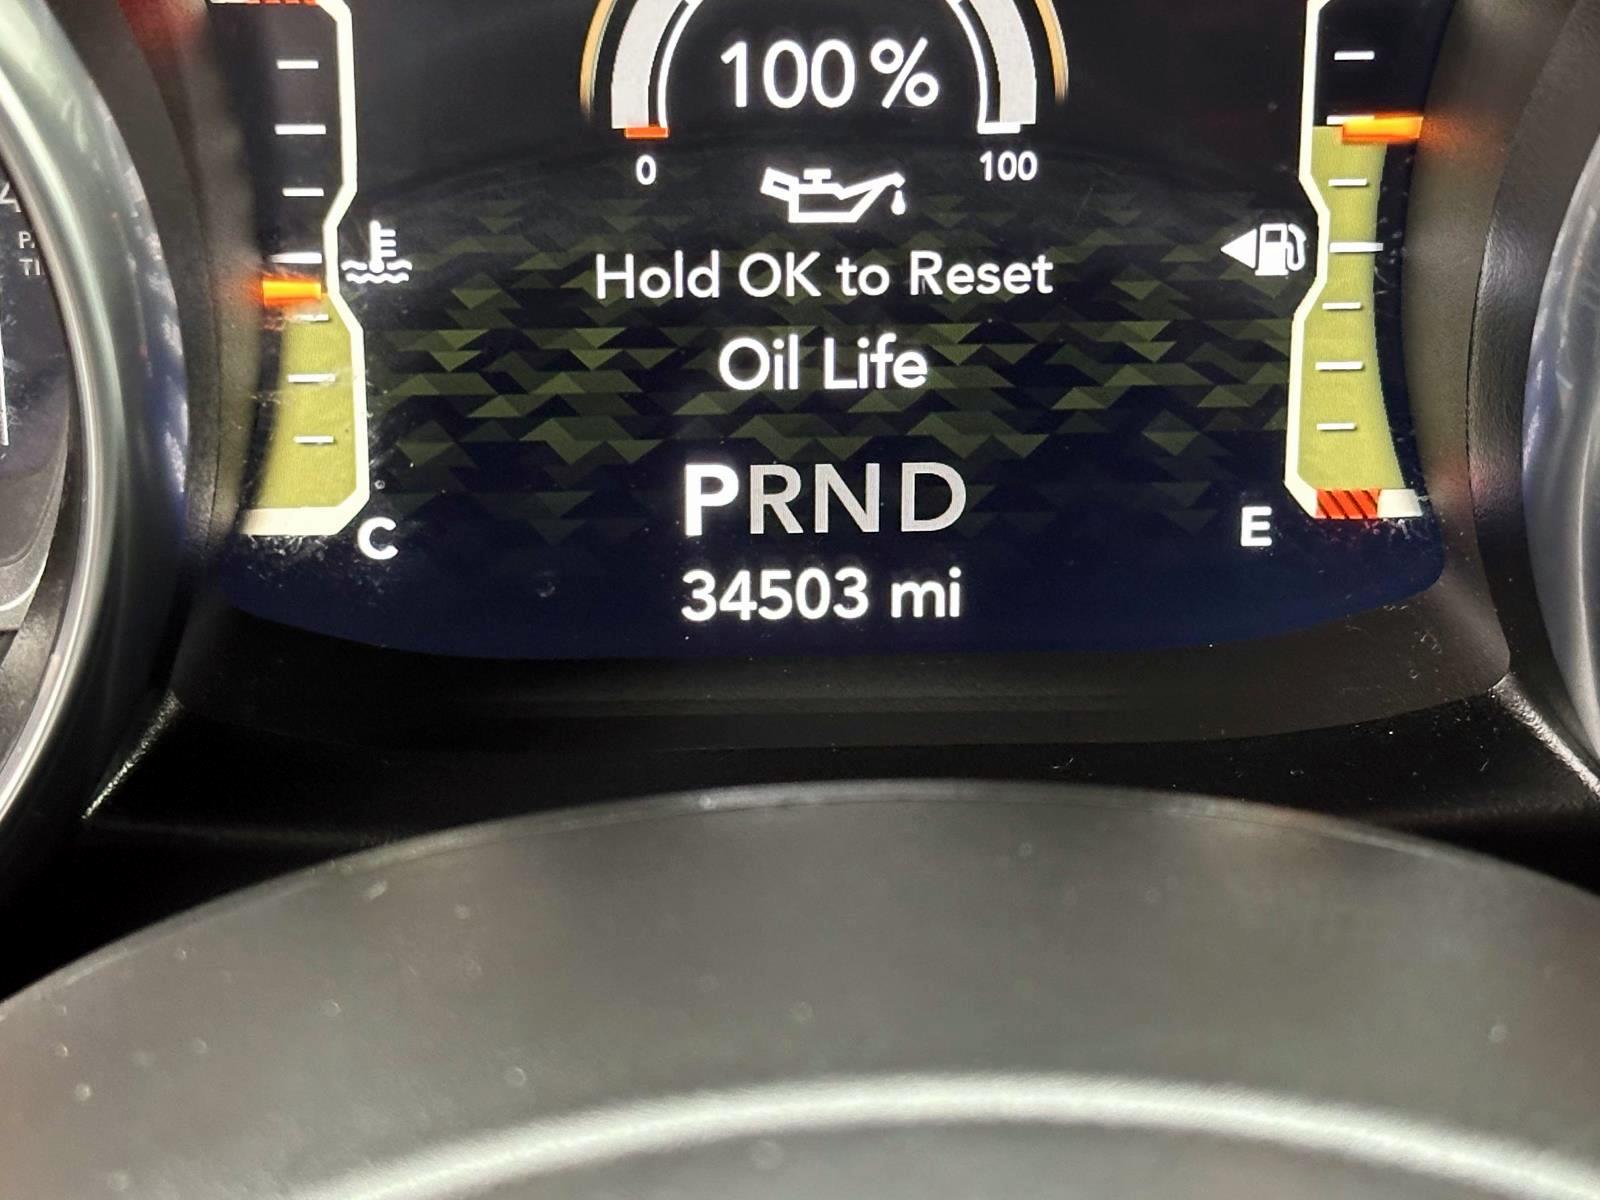 100%
0 100
Hold OK to Reset
Oil Life
PRND
C E
34503 mi